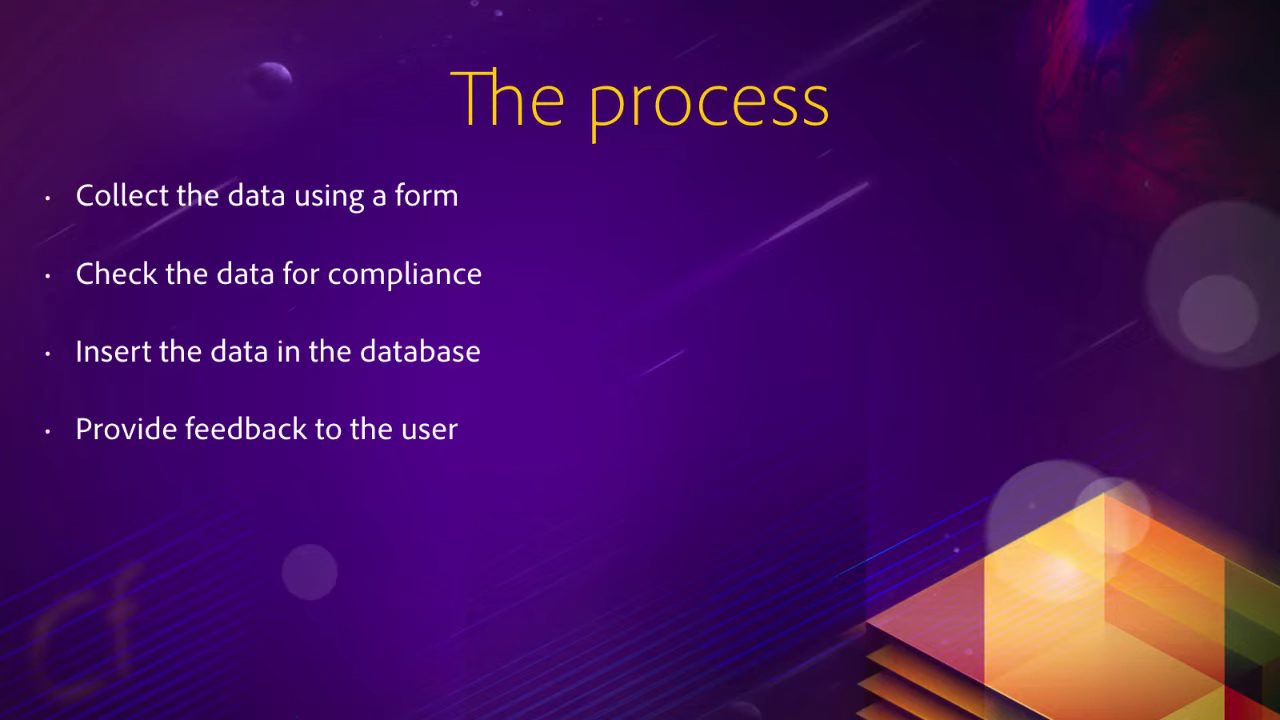 The process
• Collect the data using a form
• Check the data for compliance
• Insert the data in the database
• Provide feedback to the user
Cf